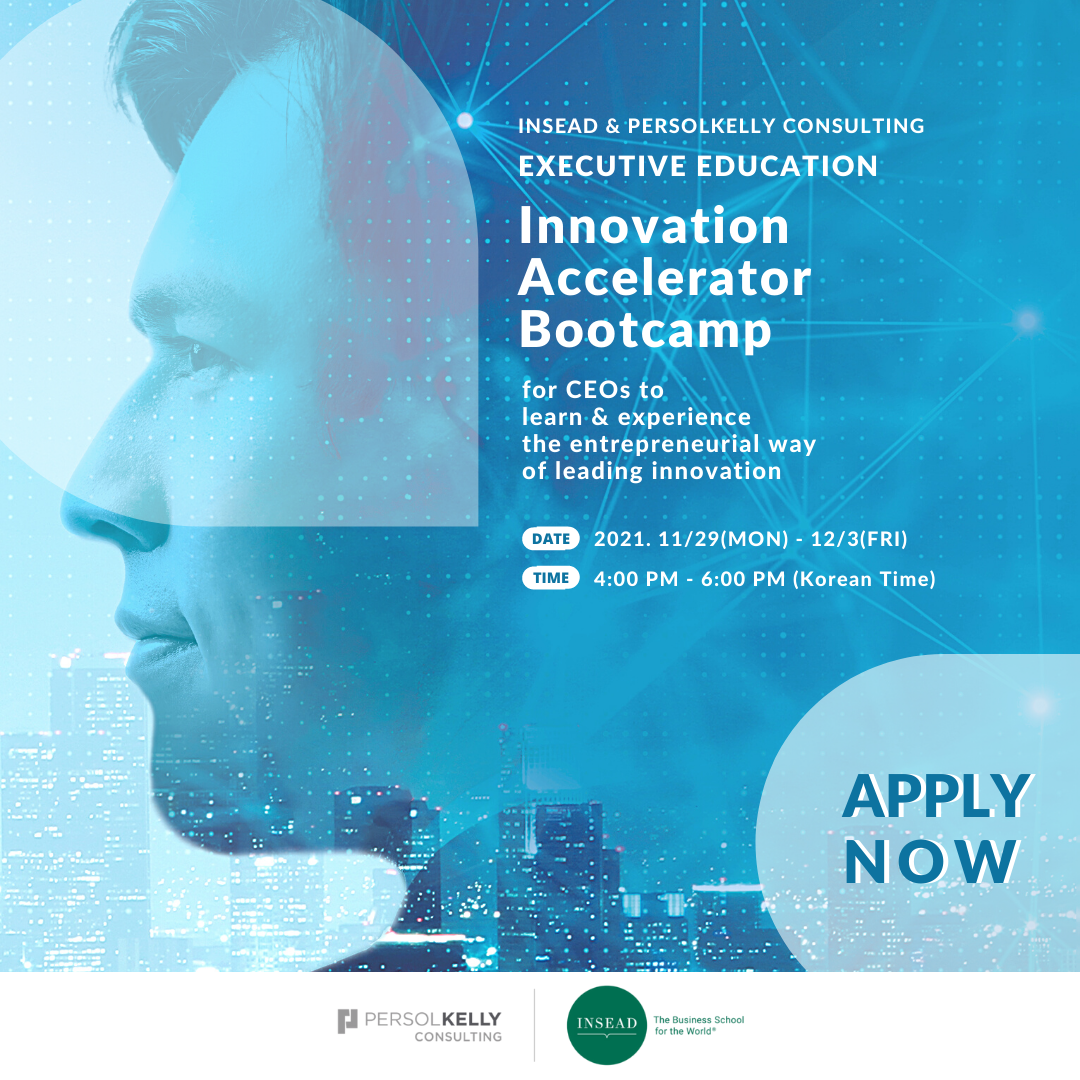 INSEAD & PERSOLKELLY CONSULTING
EXECUTIVE EDUCATION
Innovation
Accelerator
Bootcamp
for CEOs to
learn & experience
the entrepreneurial way
of leading innovation
DATE 2021. 11/29(MON) - 12/3(FRI)
TIME 4:00 PM - 6:00 PM (Korean Time)
APPLY
NOW
PERSOLKELLY
CONSULTING
INSEAD
The Business School
for the World®